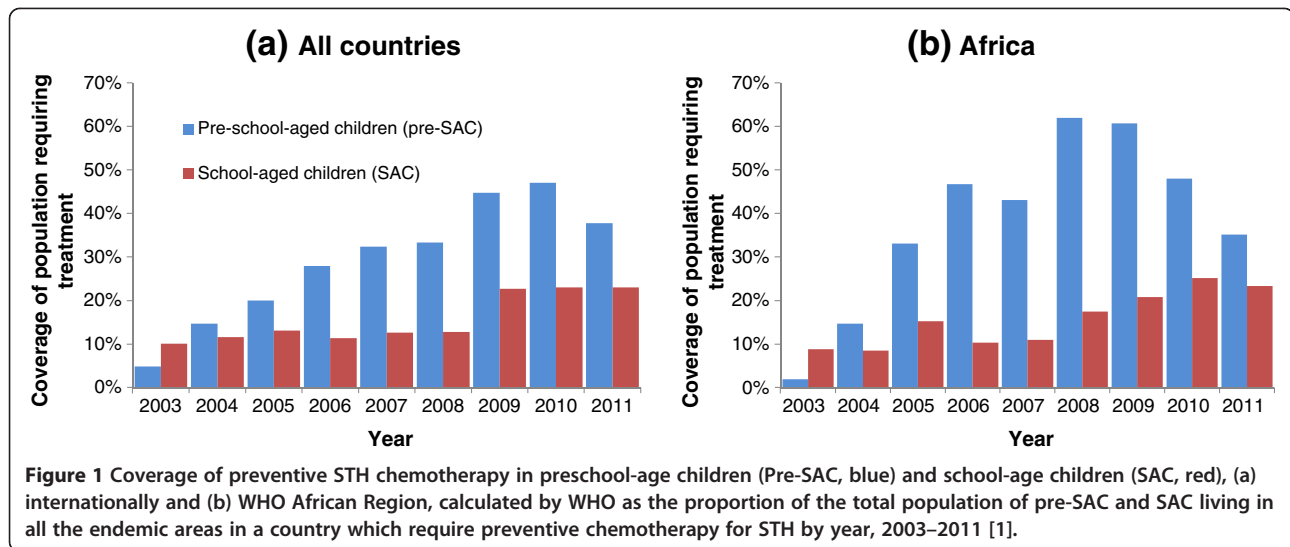 (a) All countries
Coverage of population requiring
treatment
70%
60%
50%
40%
30%
20%
10%
0%
Pre-school-aged children (pre-SAC)
School-aged children (SAC)
2003 2004 2005 2006 2007 2008 2009 2010 2011
Year
(b) Africa
Coverage of population requiring
treatment
70%
60%
50%
40%
30%
20%
10%
0%
2003 2004 2005 2006 2007 2008 2009 2010 2011
Year
Figure 1 Coverage of preventive STH chemotherapy in preschool-age children (Pre-SAC, blue) and school-age children (SAC, red), (a)
internationally and (b) WHO African Region, calculated by WHO as the proportion of the total population of pre-SAC and SAC living in
all the endemic areas in a country which require preventive chemotherapy for STH by year, 2003–2011 [1].